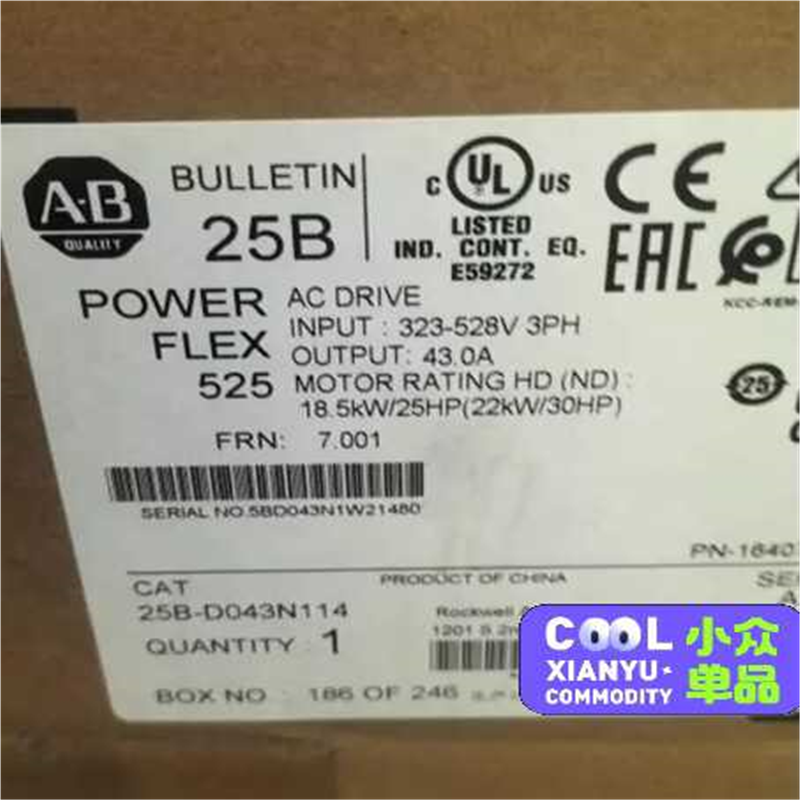 A-B
QUALITY
BULLETIN
25B
C UL US
LISTED
IND. CONT. EQ.
E59272
CE
EAC
POWER
FLEX
525
AC DRIVE
INPUT : 323-528V 3PH
OUTPUT: 43.0A
MOTOR RATING HD (ND) :
18.5kW/25HP(22kW/30HP)
25
FRN: 7.001
SERIAL NO.5BD043N1W21480
PRODUCT OF CHINA
CAT
25B-D043N114
QUANTITY : 1
BOX NO : 186 OF 246
Rockwell
1201 S.
COOL
XIANYU
COMMODITY
小众
单品